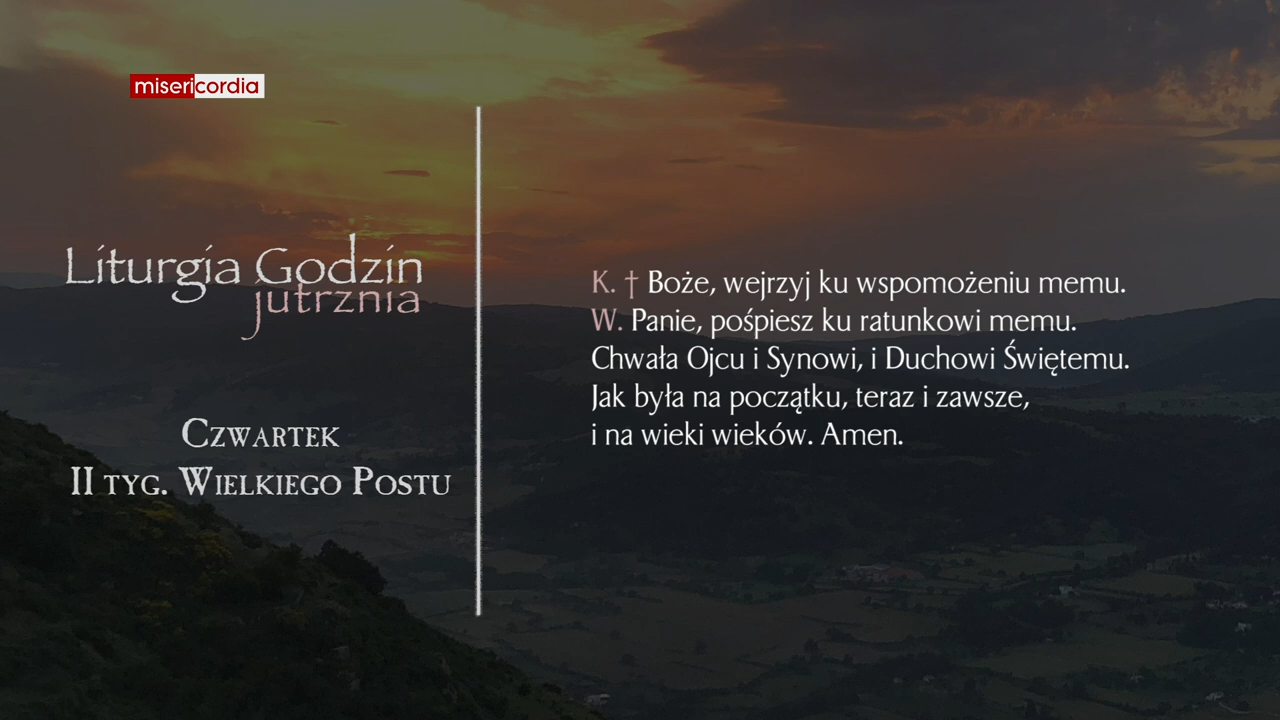 misericordia
Liturgia Godzin
jutrznia
Czwartek
II tyg. Wielkiego Postu
K. † Boże, wejrzyj ku wspomożeniu memu.
W. Panie, pośpiesz ku ratunkowi memu.
Chwała Ojcu i Synowi, i Duchowi Świętemu.
Jak była na początku, teraz i zawsze,
i na wieki wieków. Amen.